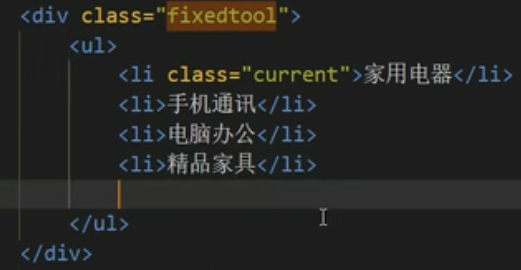 <div class="fixedtool">
<ul>
<li class="current">家用电器</li>
<li>手机通讯</li>
<li>电脑办公</li>
<li>精品家具</li>
</ul>
</div>